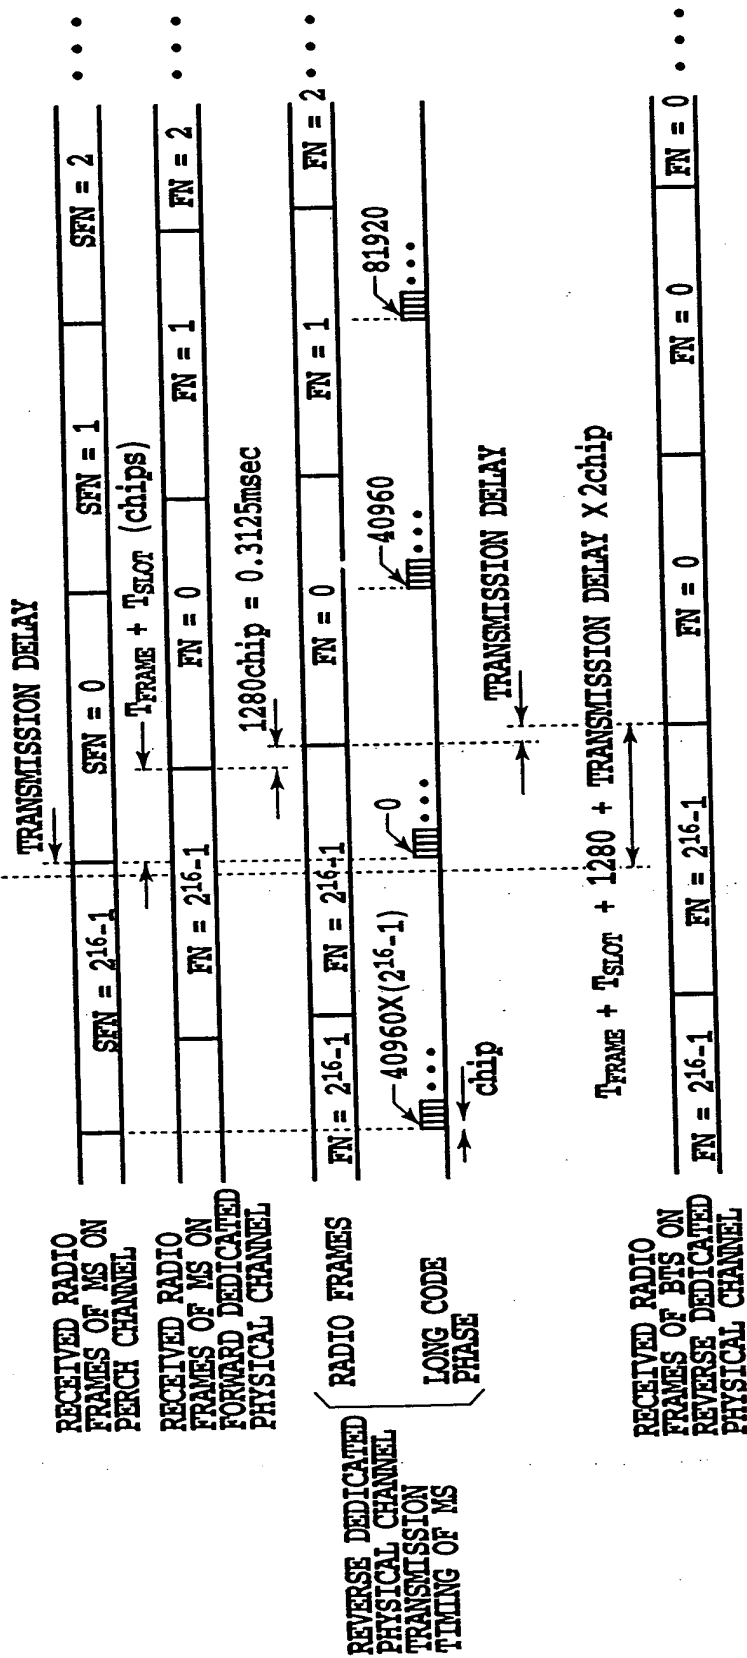 TRANSMISSION DELAY
RECEIVED RADIO
FRAMES OF MS ON
PERCH CHANNEL
SFN = 2^16-1
SFN = 0
SFN = 1
SFN = 2
T_FRAME + T_SLOT (chips)
RECEIVED RADIO
FRAMES OF MS ON
FORWARD DEDICATED
PHYSICAL CHANNEL
FN = 2^16-1
FN = 0
FN = 1
FN = 2
1280chip = 0.3125msec
REVERSE DEDICATED
PHYSICAL CHANNEL
TRANSMISSION
TIMING OF MS
RADIO FRAMES
FN = 2^16-1
FN = 2^16-1
FN = 0
FN = 1
FN = 2
LONG CODE
PHASE
40960X(2^16-1)
0
40960
81920
chip
TRANSMISSION DELAY
T_FRAME + T_SLOT + 1280 + TRANSMISSION DELAY X 2chip
RECEIVED RADIO
FRAMES OF BTS ON
REVERSE DEDICATED
PHYSICAL CHANNEL
FN = 2^16-1
FN = 2^16-1
FN = 0
FN = 0
FN = 0